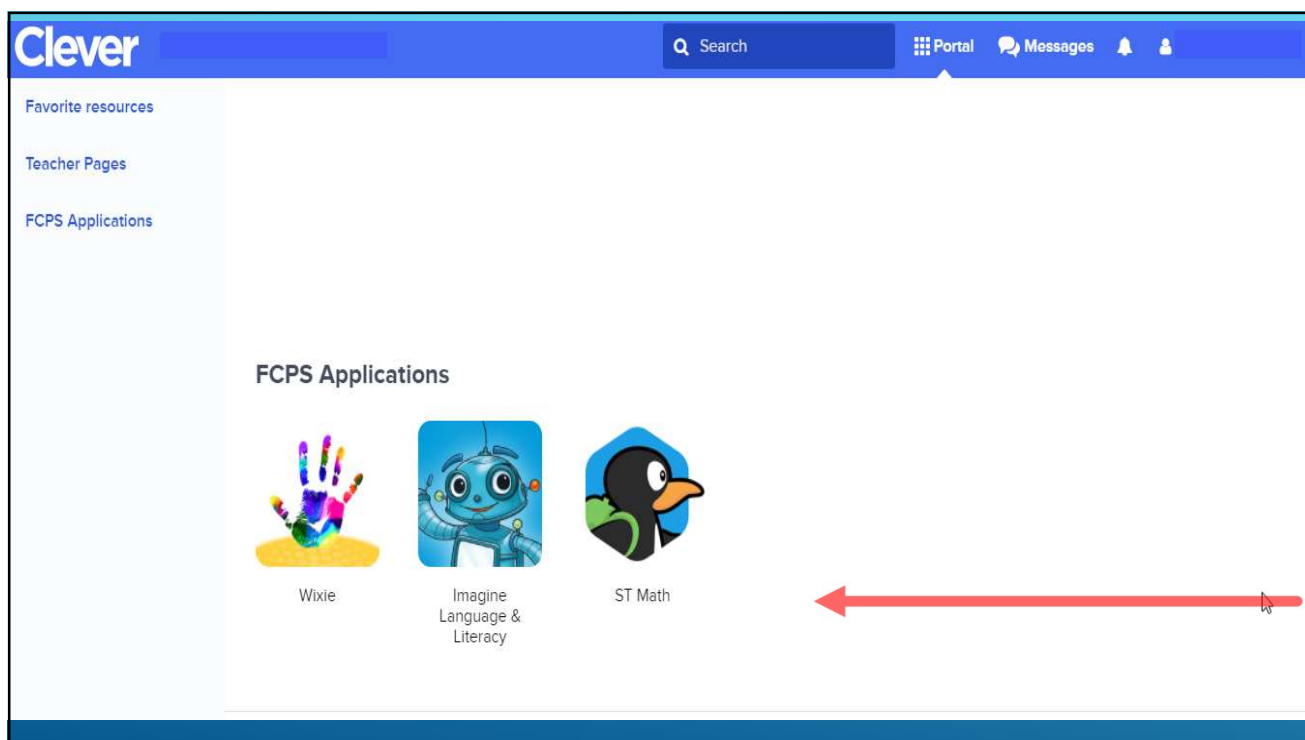 Clever
Search
Portal
Messages
Favorite resources
Teacher Pages
FCPS Applications
FCPS Applications
Wixie
Imagine
Language &
Literacy
ST Math